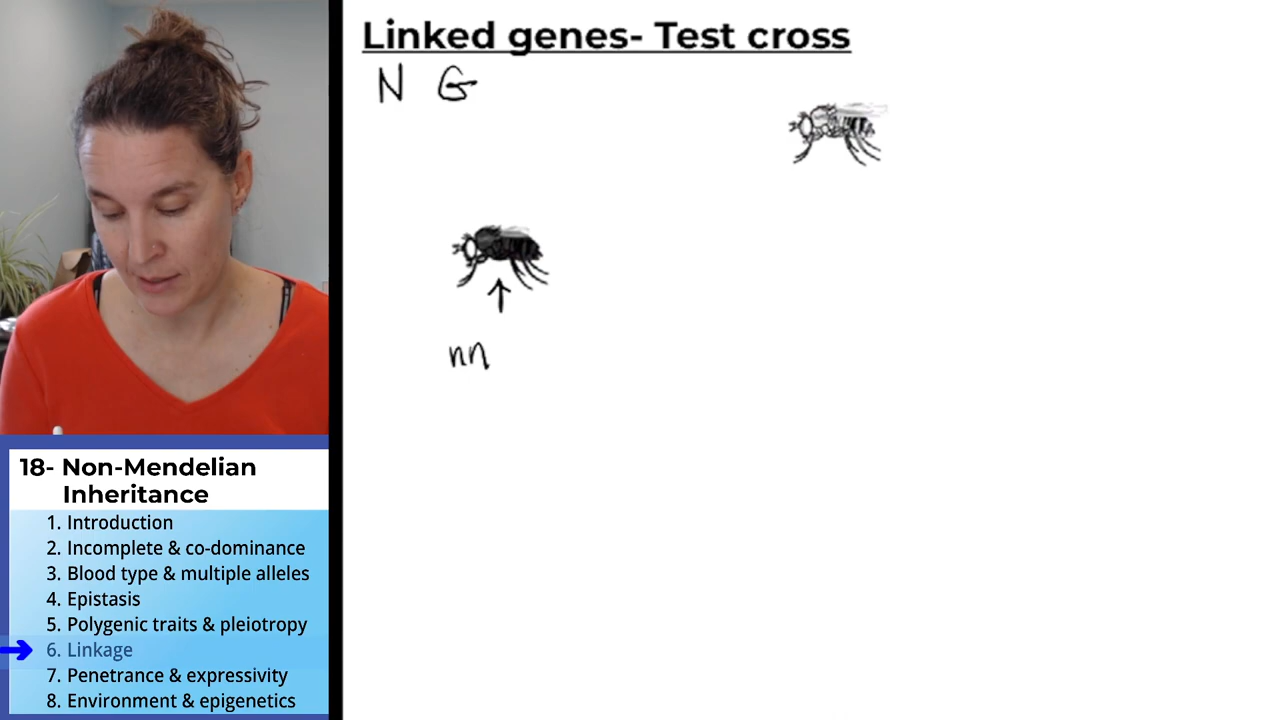 Linked genes- Test cross
N G
nn
18- Non-Mendelian
Inheritance
1. Introduction
2. Incomplete & co-dominance
3. Blood type & multiple alleles
4. Epistasis
5. Polygenic traits & pleiotropy
6. Linkage
7. Penetrance & expressivity
8. Environment & epigenetics